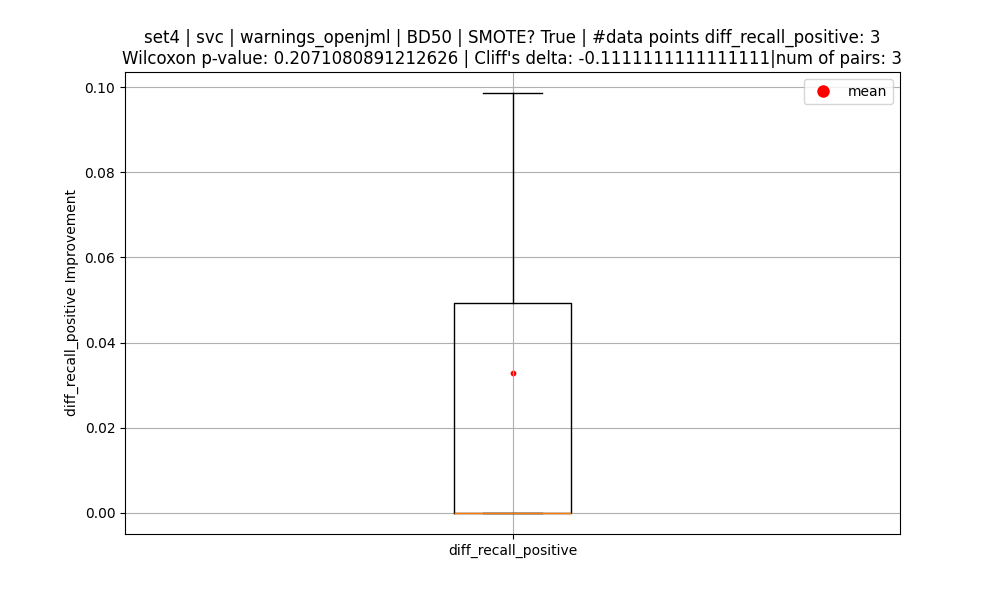 set4 | svc | warnings_openjml | BD50 | SMOTE? True | #data points diff_recall_positive: 3
Wilcoxon p-value: 0.2071080891212626 | Cliff's delta: -0.1111111111111111|num of pairs: 3
mean
0.10
0.08
0.06
0.04
0.02
0.00
diff_recall_positive Improvement
diff_recall_positive